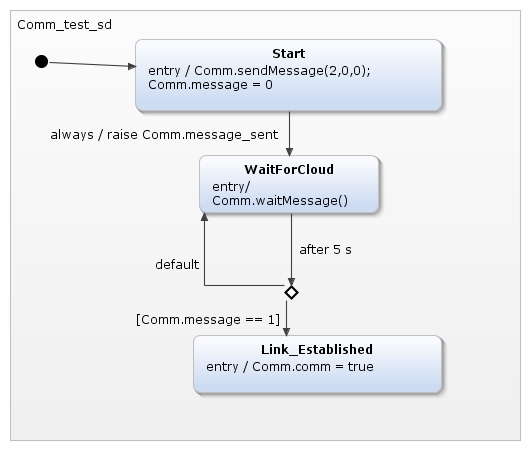 Comm_test_sd
Start
entry / Comm.sendMessage(2,0,0);
Comm.message = 0
always / raise Comm.message_sent
WaitForCloud
entry/
Comm.waitMessage()
after 5 s
default
[Comm.message == 1]
Link_Established
entry / Comm.comm = true